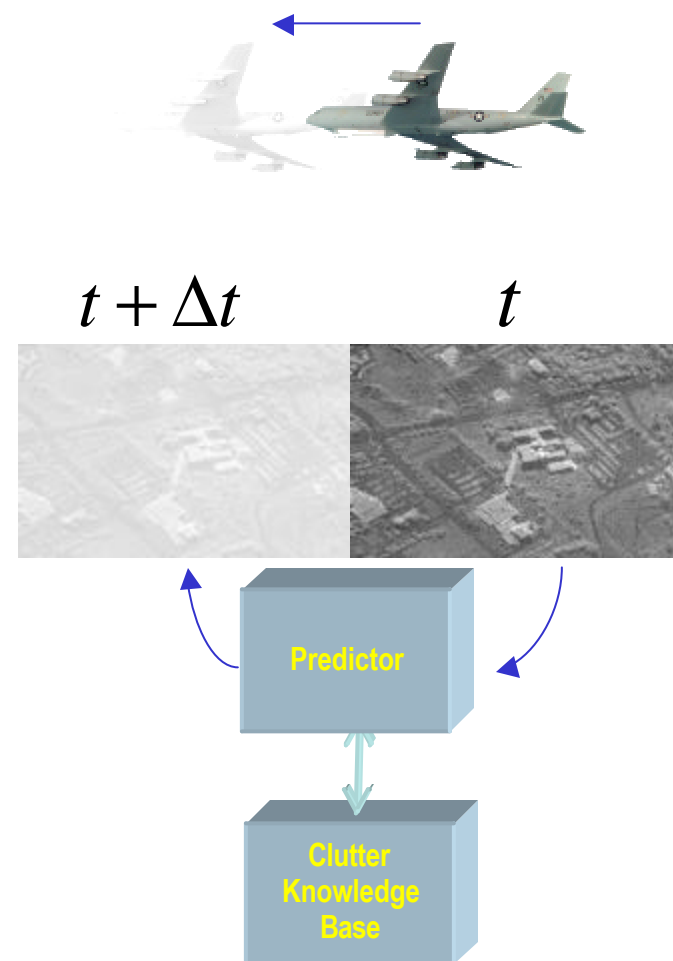 t + Δt
t
Predictor
Clutter
Knowledge
Base